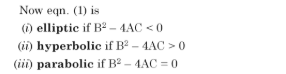 Now eqn. (1) is
(i) elliptic if B² – 4AC < 0
(ii) hyperbolic if B² – 4AC > 0
(iii) parabolic if B² – 4AC = 0